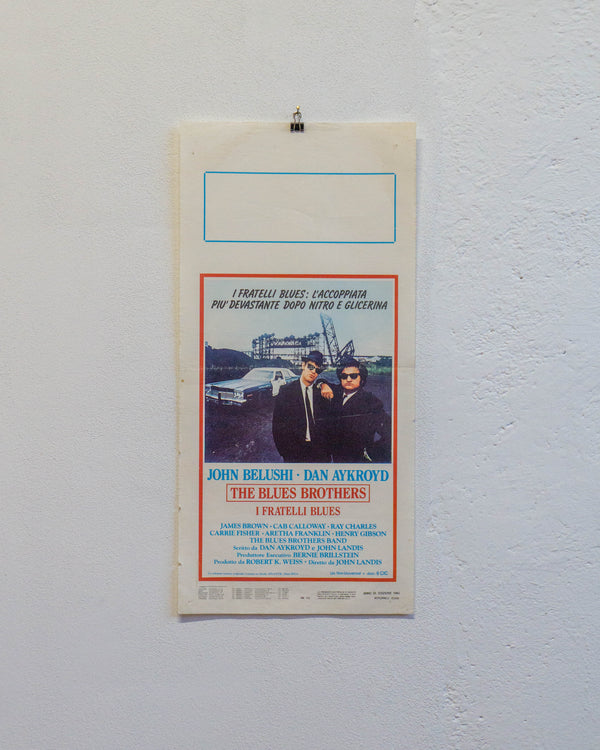 I FRATELLI BLUES: L'ACCOPPIATA
PIU' DEVASTANTE DOPO NITRO E GLICERINA
JOHN BELUSHI · DAN AYKROYD
THE BLUES BROTHERS
I FRATELLI BLUES
JAMES BROWN · CAB CALLOWAY · RAY CHARLES
CARRIE FISHER · ARETHA FRANKLIN · HENRY GIBSON
THE BLUES BROTHERS BAND
Scritto da DAN AYKROYD e JOHN LANDIS
Produttore Esecutivo BERNIE BRILLSTEIN
Prodotto da ROBERT K. WEISS · Diretto da JOHN LANDIS